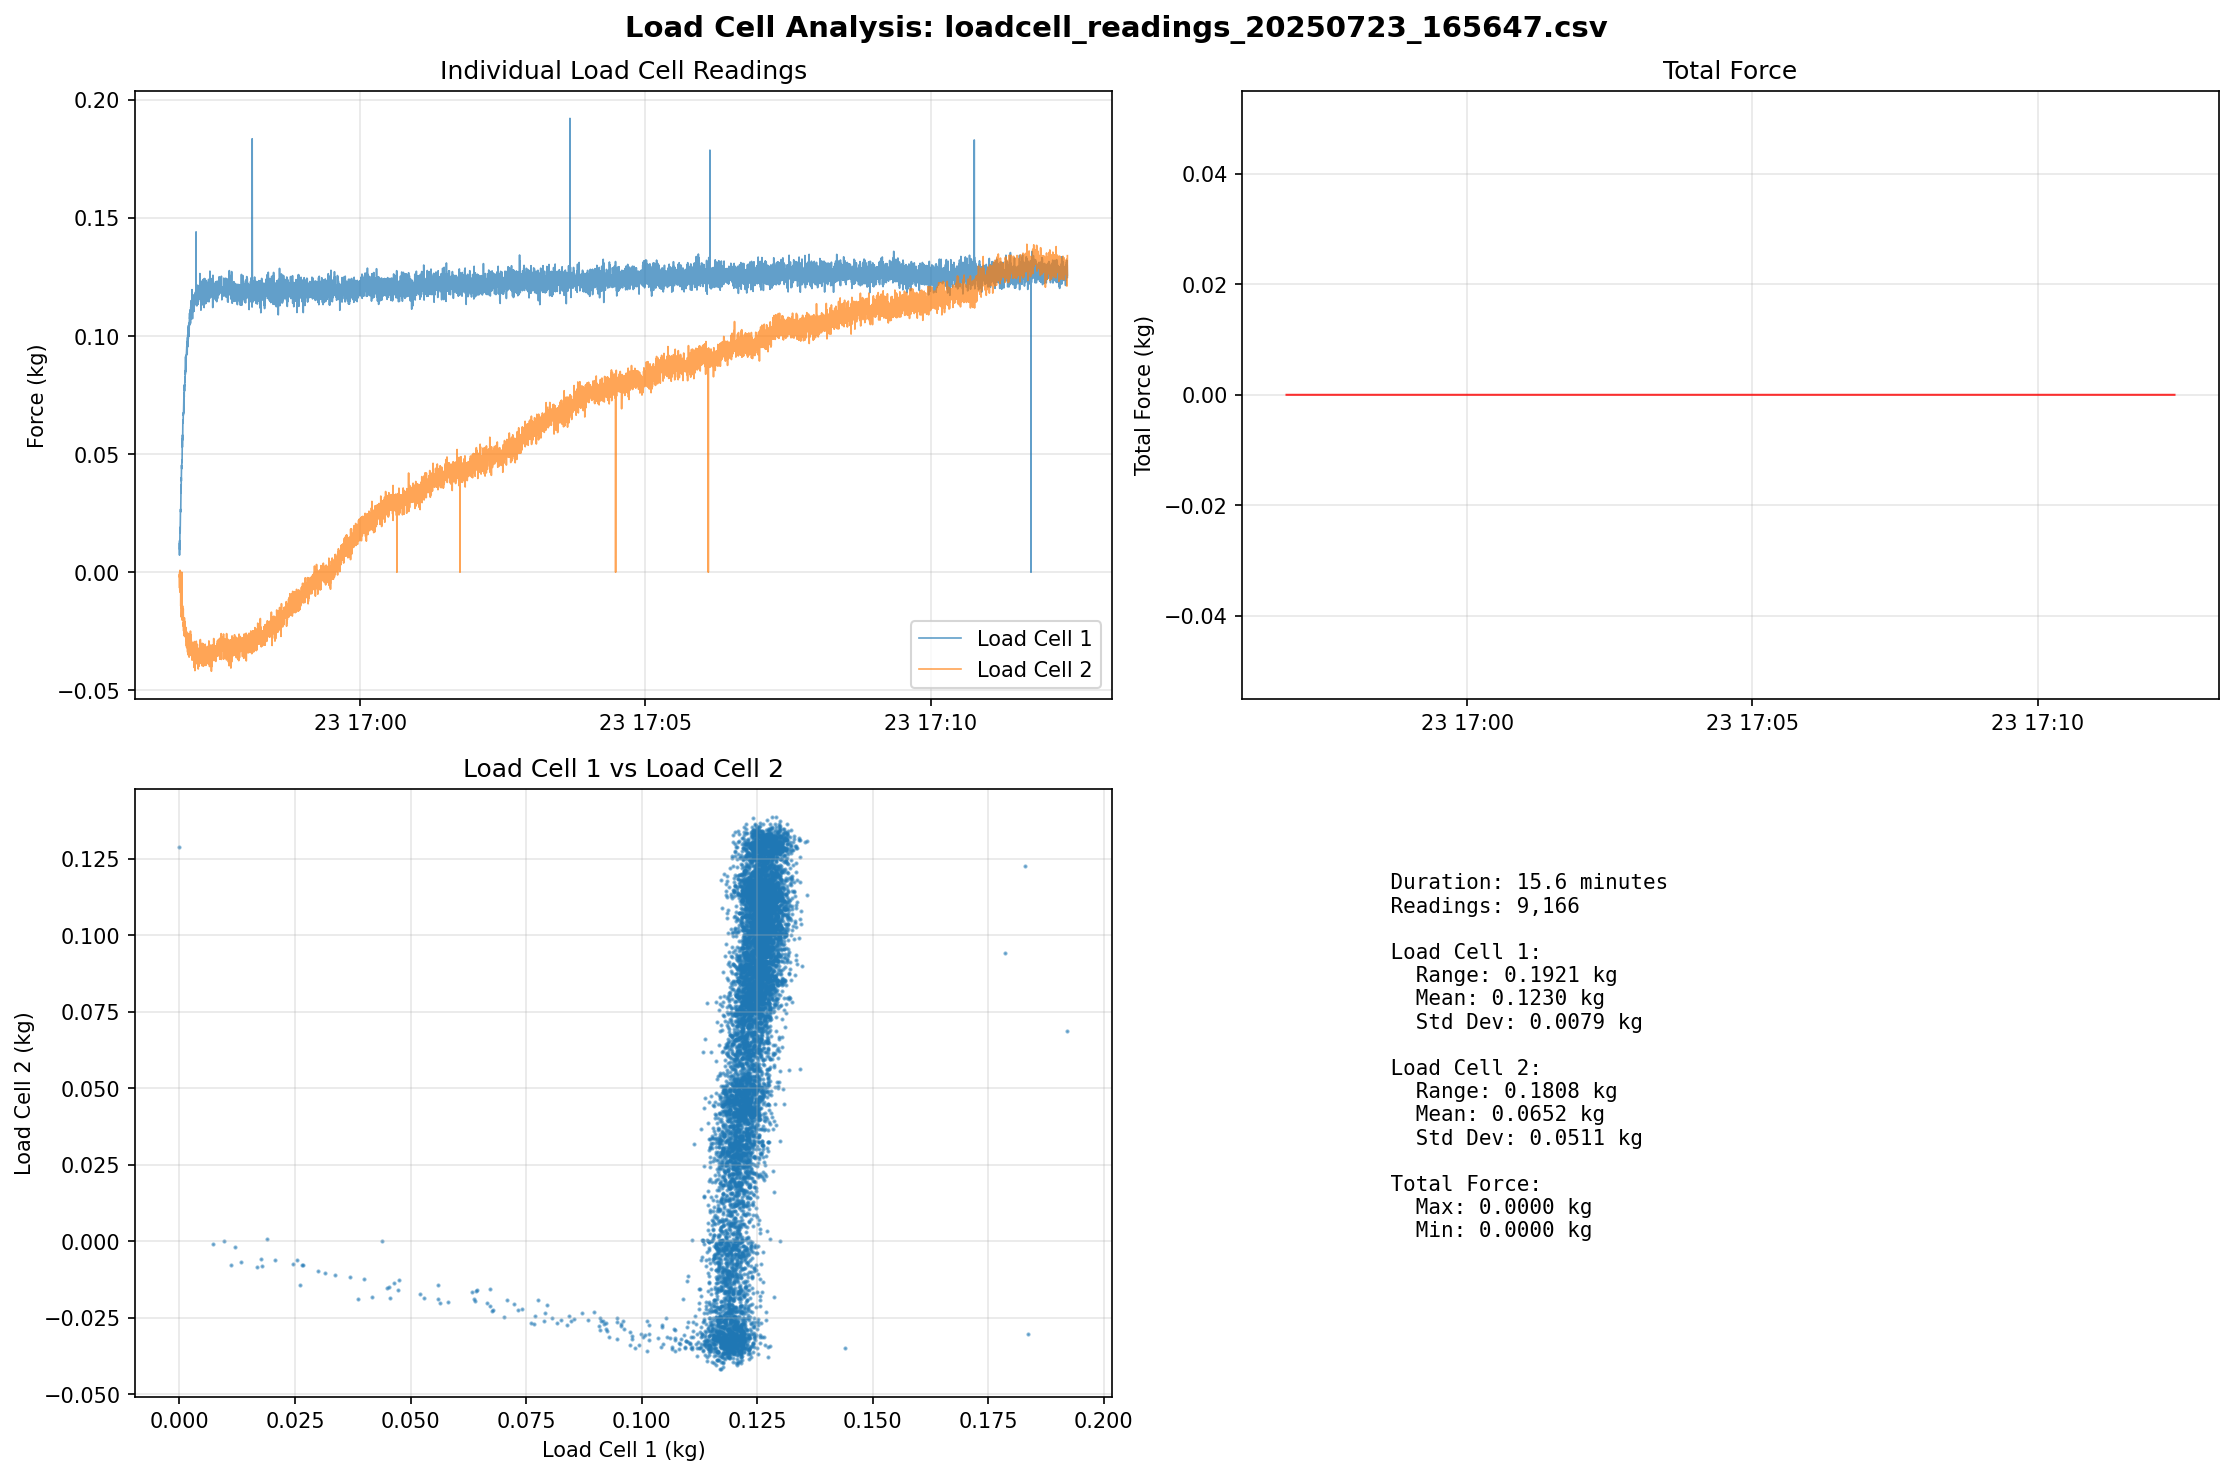 Load Cell Analysis: loadcell_readings_20250723_165647.csv
Individual Load Cell Readings
Force (kg)
0.20
0.15
0.10
0.05
0.00
−0.05
23 17:00
23 17:05
23 17:10
Load Cell 1
Load Cell 2
Total Force
Total Force (kg)
0.04
0.02
0.00
−0.02
−0.04
23 17:00
23 17:05
23 17:10
Load Cell 1 vs Load Cell 2
Load Cell 2 (kg)
0.125
0.100
0.075
0.050
0.025
0.000
−0.025
−0.050
0.000
0.025
0.050
0.075
0.100
0.125
0.150
0.175
0.200
Load Cell 1 (kg)
Duration: 15.6 minutes
Readings: 9,166
Load Cell 1:
Range: 0.1921 kg
Mean: 0.1230 kg
Std Dev: 0.0079 kg
Load Cell 2:
Range: 0.1808 kg
Mean: 0.0652 kg
Std Dev: 0.0511 kg
Total Force:
Max: 0.0000 kg
Min: 0.0000 kg